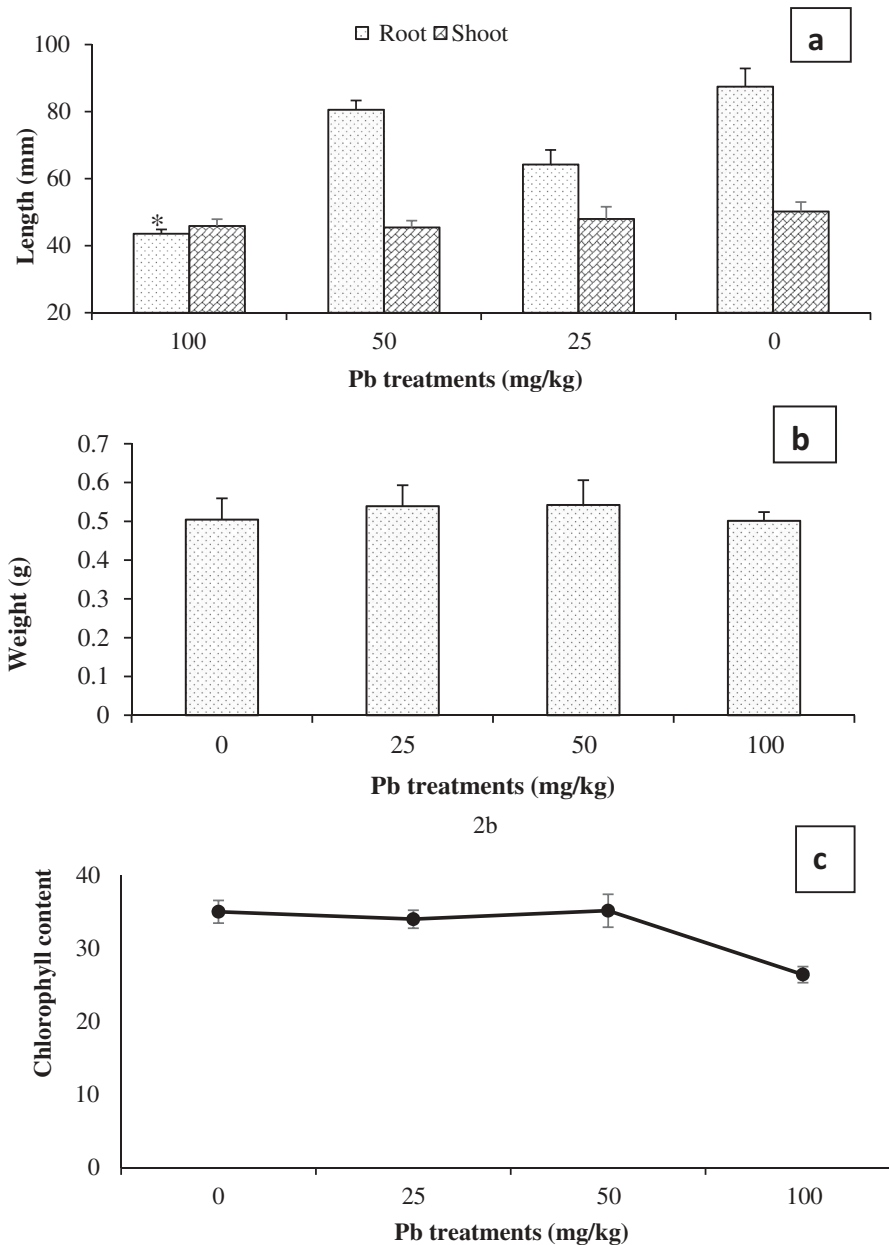 Root Shoot
a
100
80
60
40
20
Length (mm)
*
100 50 25 0
Pb treatments (mg/kg)
b
0.7
0.6
0.5
0.4
0.3
0.2
0.1
0
Weight (g)
0 25 50 100
Pb treatments (mg/kg)
2b
c
40
30
20
10
0
Chlorophyll content
0 25 50 100
Pb treatments (mg/kg)